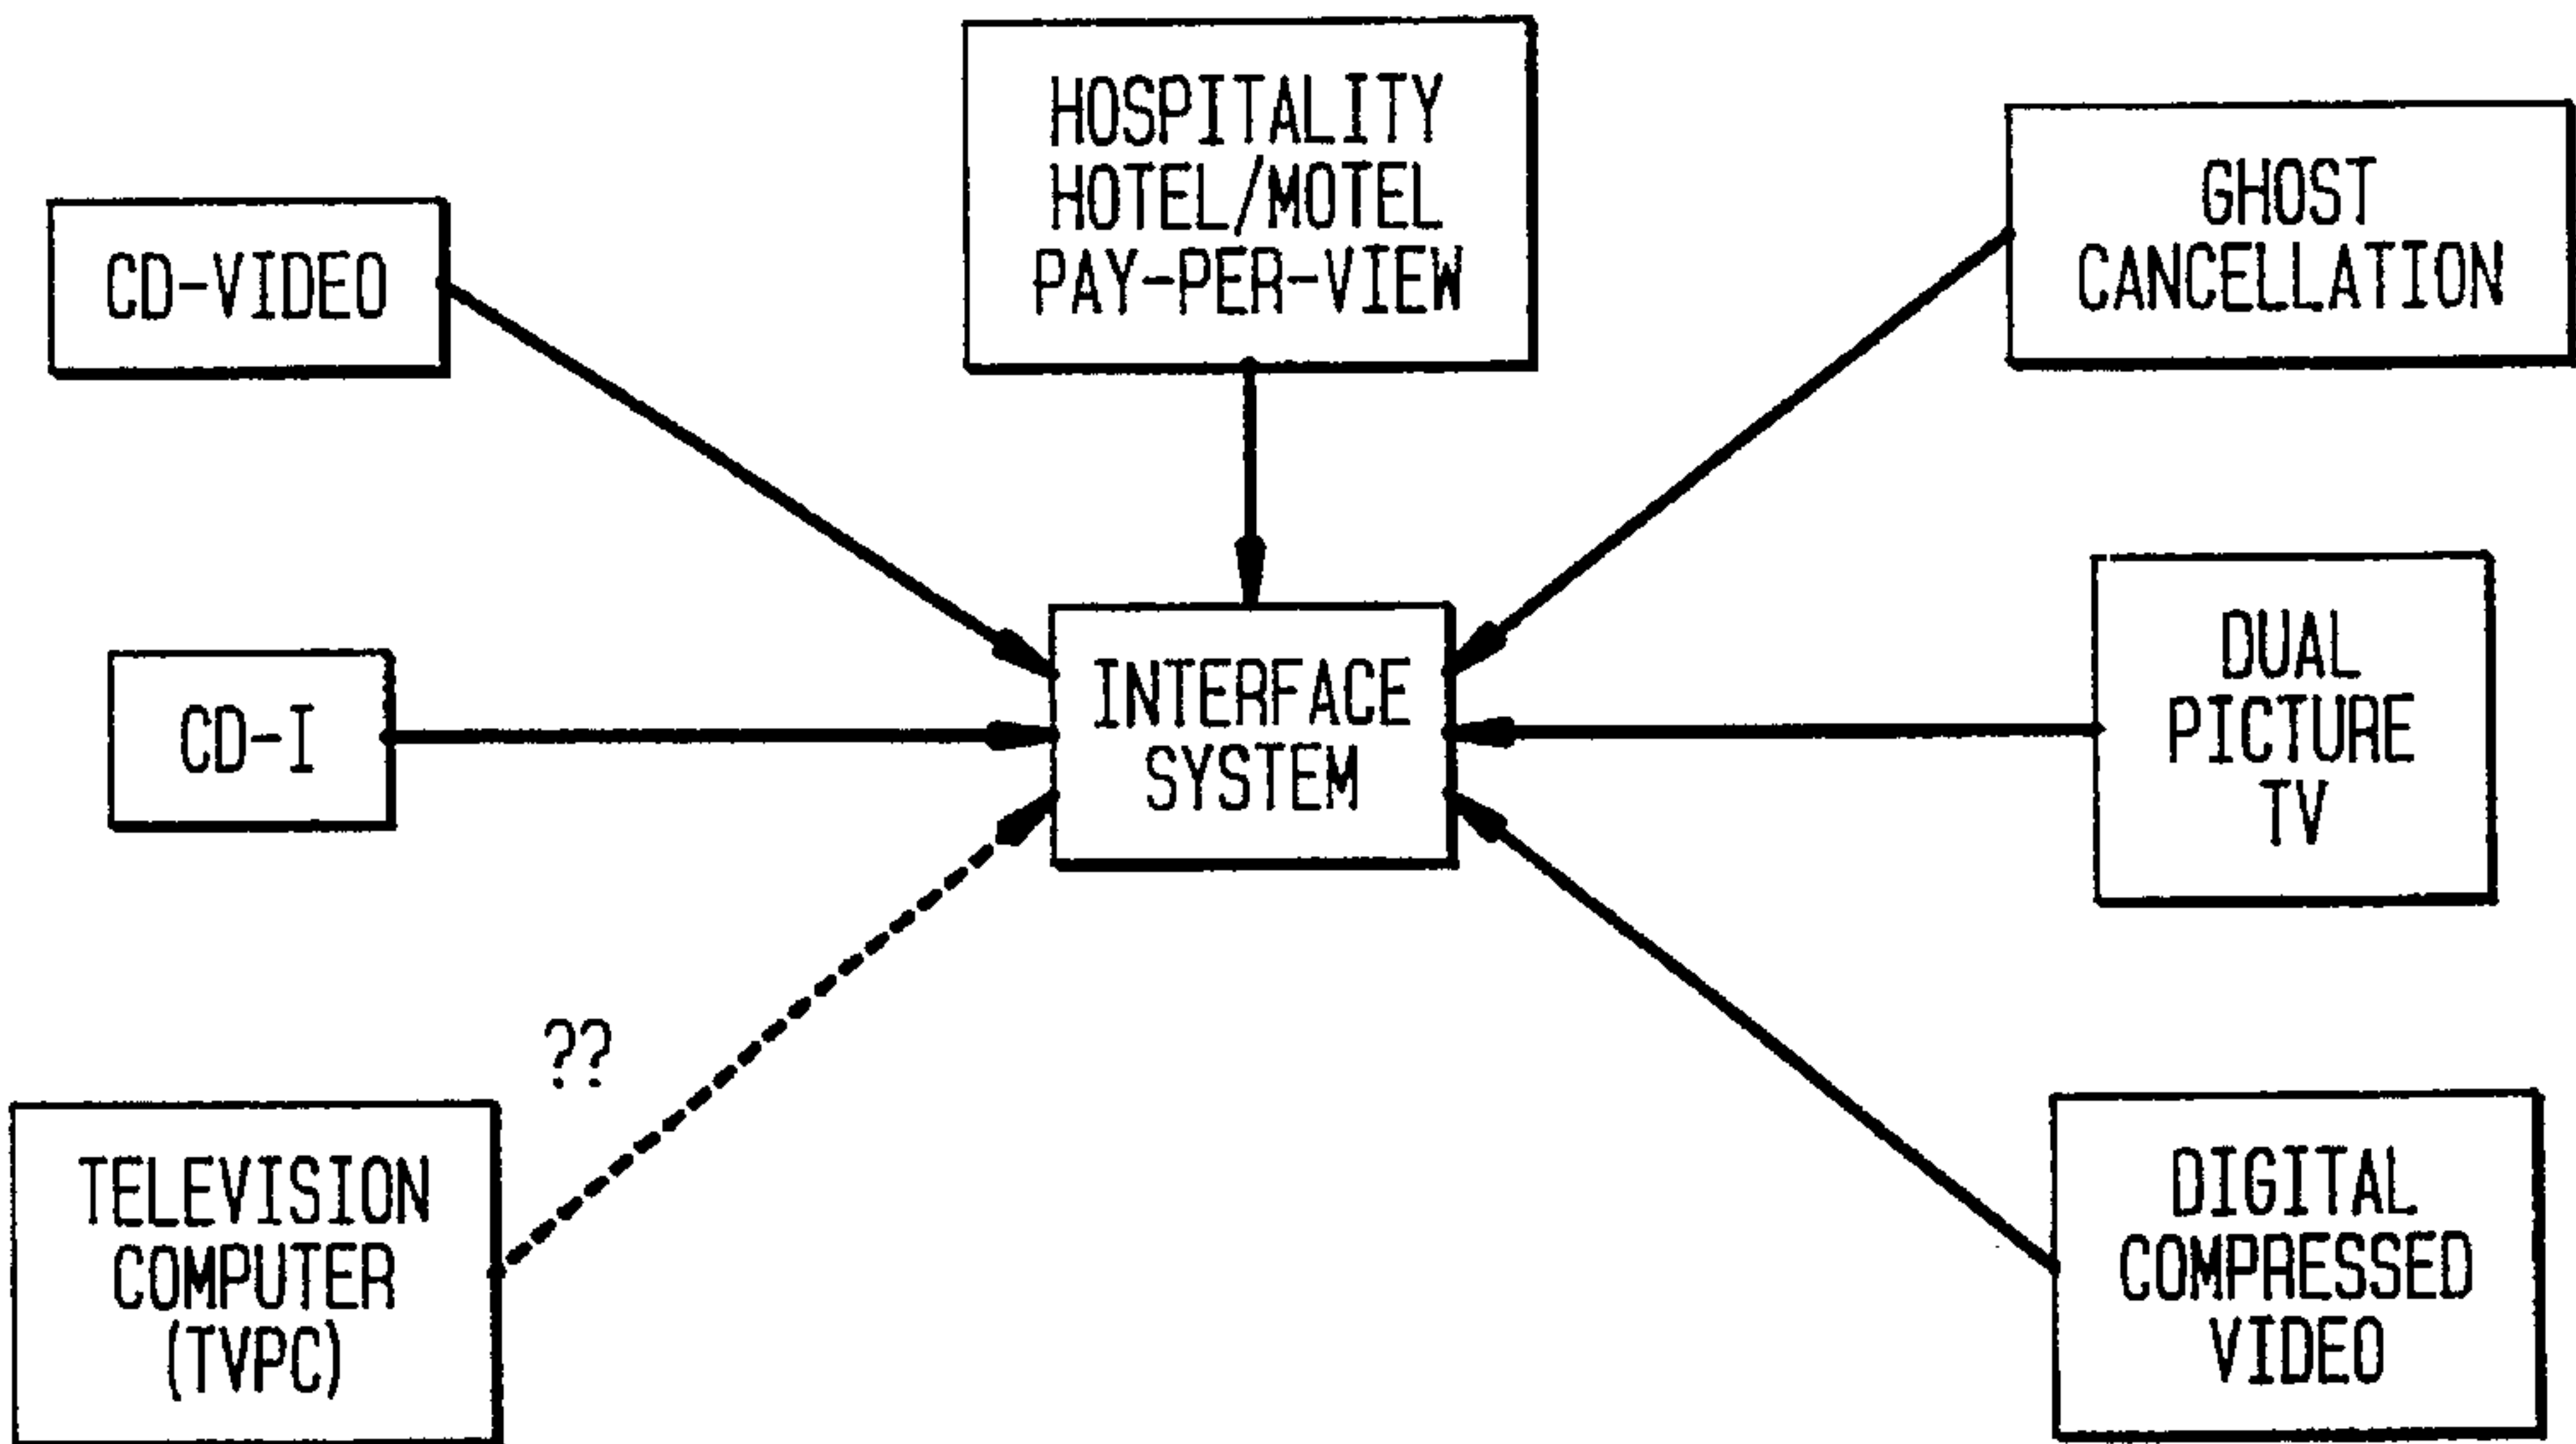 HOSPITALITY
HOTEL/MOTEL
PAY-PER-VIEW
GHOST
CANCELLATION
CD-VIDEO
INTERFACE
SYSTEM
DUAL
PICTURE
TV
CD-I
??
TELEVISION
COMPUTER
(TVPC)
DIGITAL
COMPRESSED
VIDEO